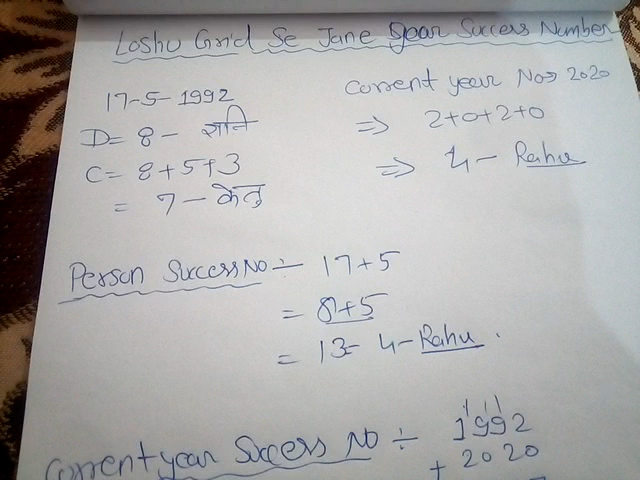 Loshu Grid Se Jane year Success Number
17-5-1992
D = 8 - शनि
C = 8+5+3
= 7 - केतु
Current year No → 2020
⇒ 2+0+2+0
⇒ 4 - Rahu
Person Success No ÷ 17+5
= 8+5
= 13 = 4 - Rahu.
Current year Success No ÷ 1992
+ 2020